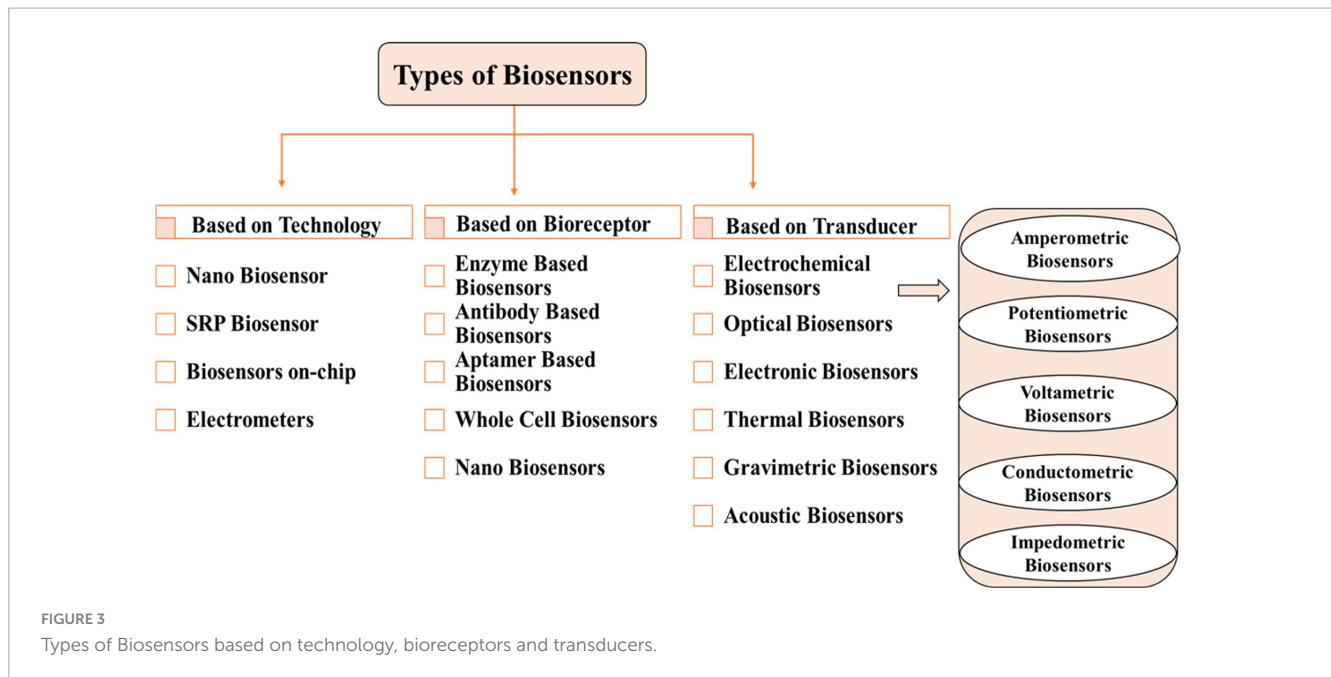 Types of Biosensors
Based on Technology
Nano Biosensor
SRP Biosensor
Biosensors on-chip
Electrometers
Based on Bioreceptor
Enzyme Based
Biosensors
Antibody Based
Biosensors
Aptamer Based
Biosensors
Whole Cell Biosensors
Nano Biosensors
Based on Transducer
Electrochemical
Biosensors
Optical Biosensors
Electronic Biosensors
Thermal Biosensors
Gravimetric Biosensors
Acoustic Biosensors
Amperometric
Biosensors
Potentiometric
Biosensors
Voltametric
Biosensors
Conductometric
Biosensors
Impedometric
Biosensors
FIGURE 3
Types of Biosensors based on technology, bioreceptors and transducers.